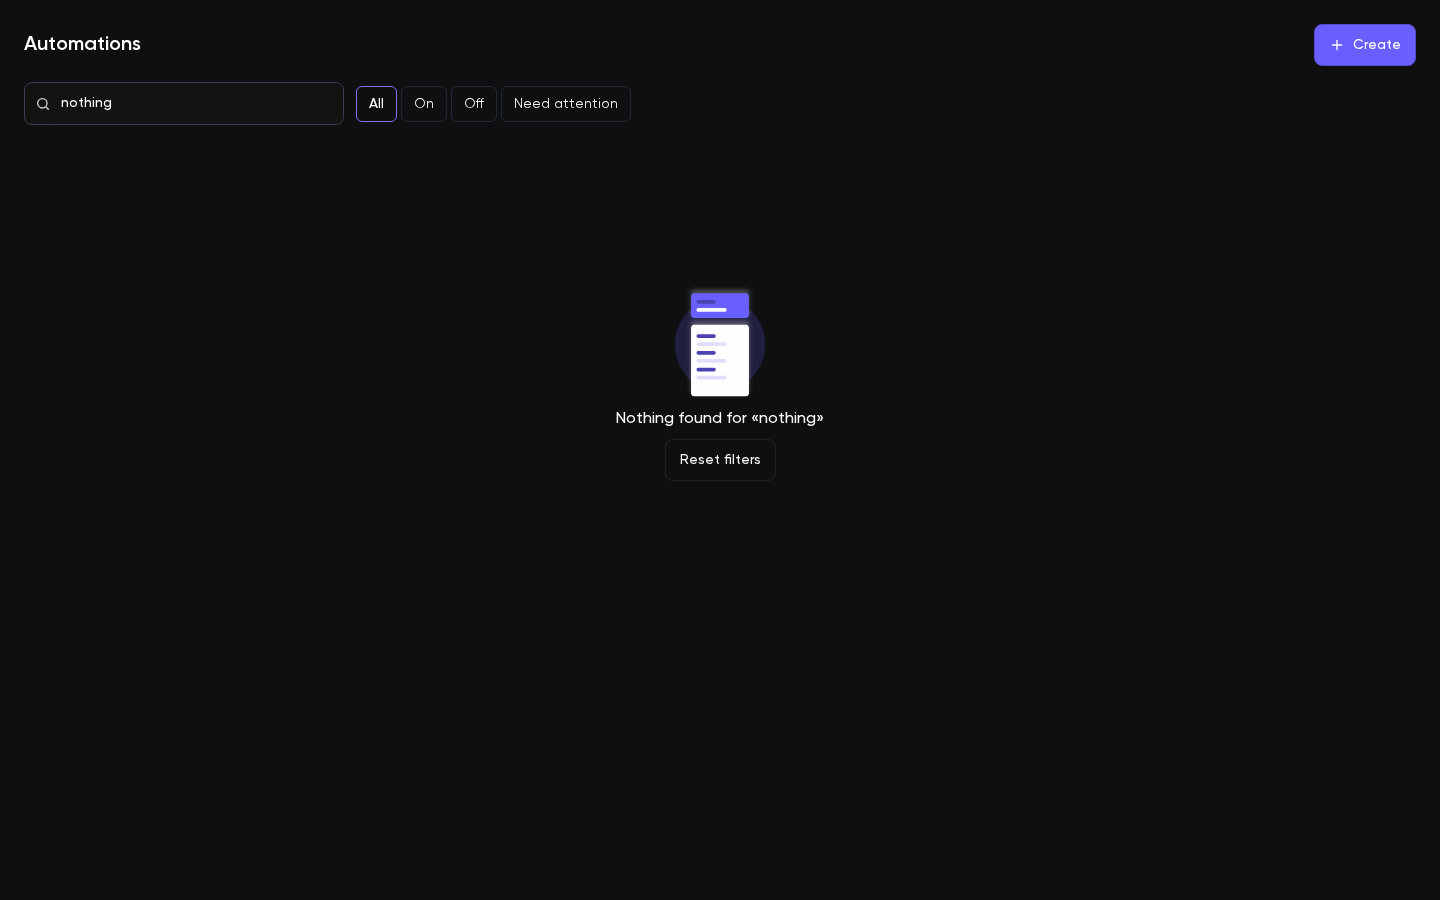 Automations
Create
nothing
All
On
Off
Need attention
Nothing found for «nothing»
Reset filters